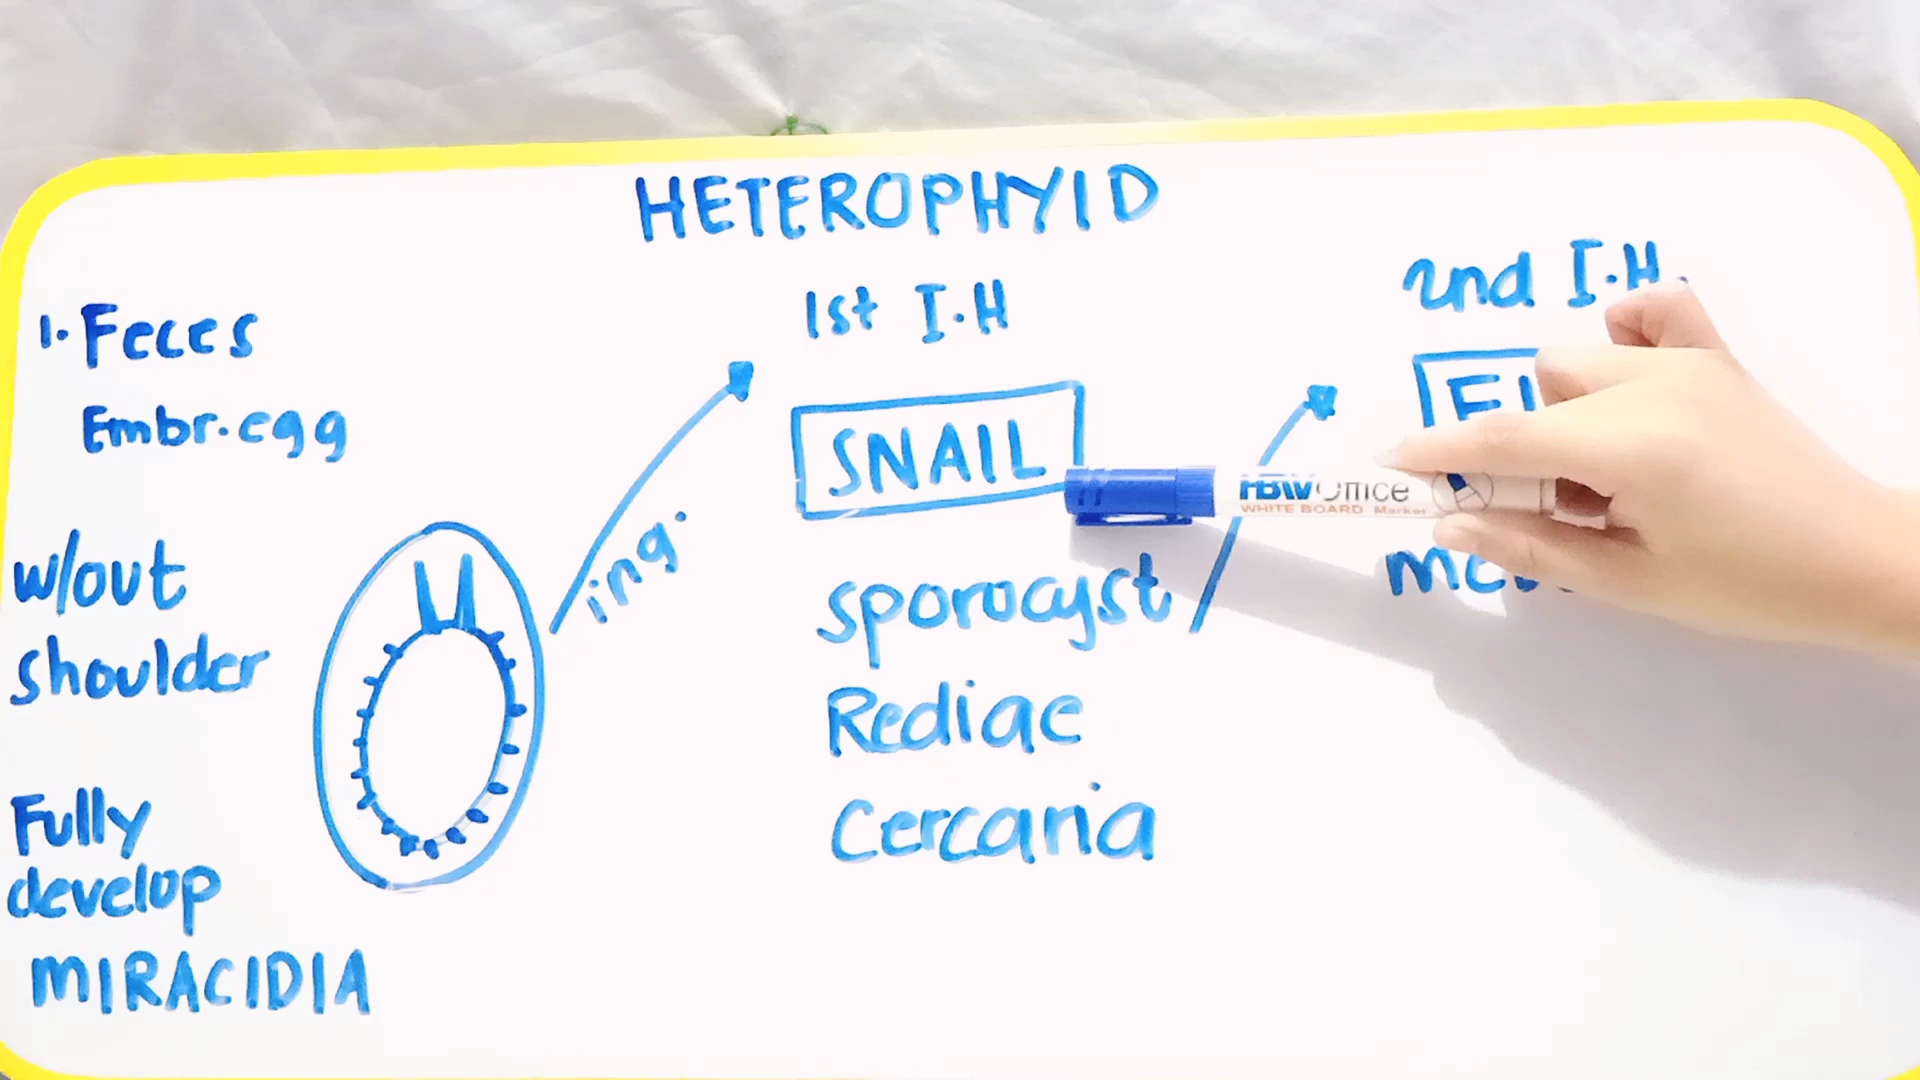 HETEROPHYID
1. Feces
Embr. egg
w/out
shoulder
Fully
develop
MIRACIDIA
ing.
1st I.H
SNAIL
sporocyst
Rediae
Cercaria
2nd I.H.
HBW Office
WHITE BOARD Marker